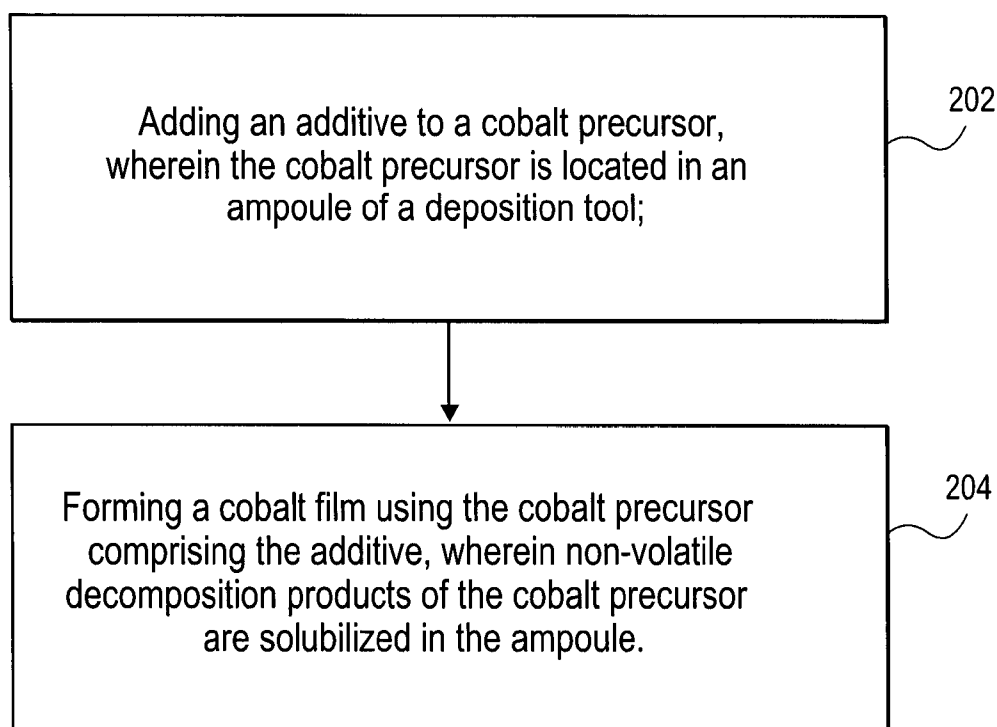 Adding an additive to a cobalt precursor,
wherein the cobalt precursor is located in an
ampoule of a deposition tool;
202
Forming a cobalt film using the cobalt precursor
comprising the additive, wherein non-volatile
decomposition products of the cobalt precursor
are solubilized in the ampoule.
204